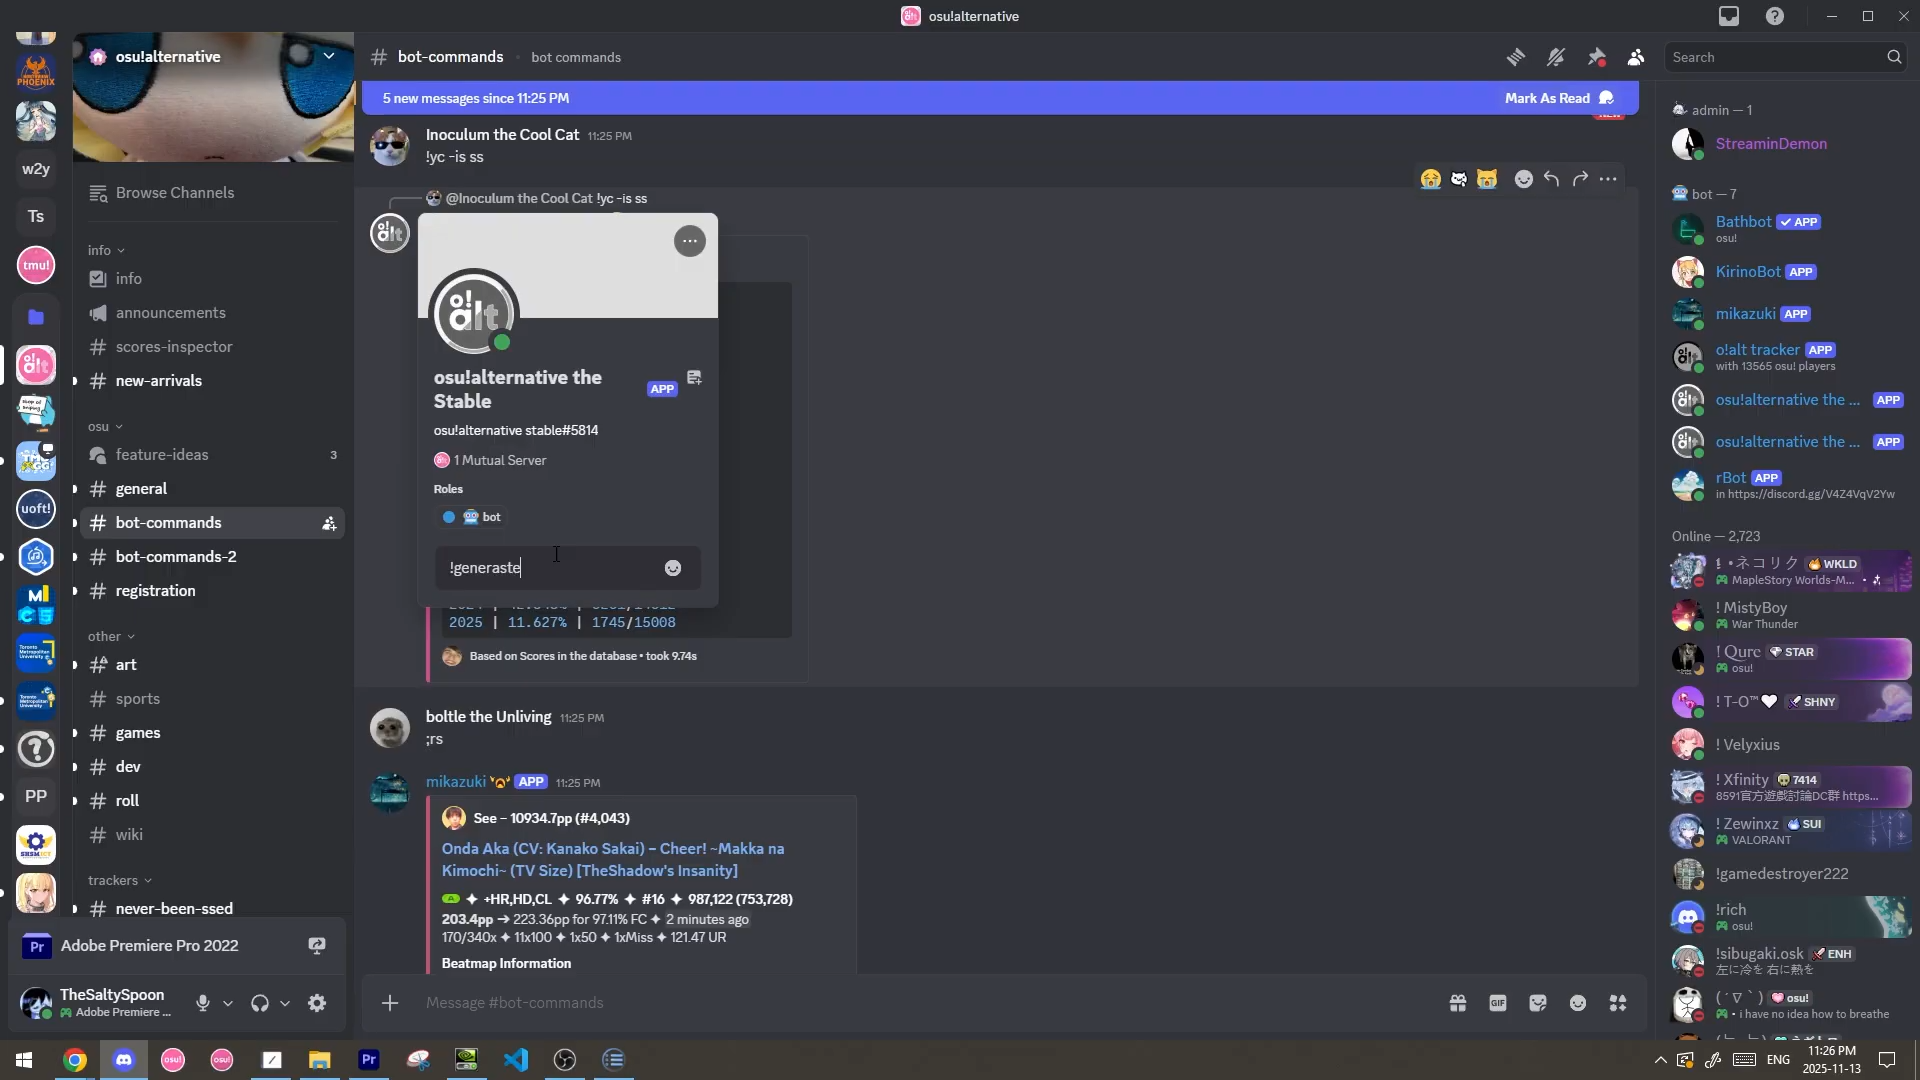 osu!alternative
PHOENIX
w2y
Ts
tmu!
uoft!
PP
osu!alternative
Browse Channels
info
info
announcements
scores-inspector
new-arrivals
osu
feature-ideas
3
general
bot-commands
bot-commands-2
registration
other
art
sports
games
dev
roll
wiki
trackers
never-been-ssed
Adobe Premiere Pro 2022
TheSaltySpoon
Adobe Premiere ...
# bot-commands
bot commands
Search
5 new messages since 11:25 PM
Mark As Read
Inoculum the Cool Cat 11:25 PM
!yc -is ss
@Inoculum the Cool Cat !yc -is ss
osu!alternative the
Stable
APP
osu!alternative stable#5814
1 Mutual Server
Roles
bot
!generaste
2025 | 11.627% | 1745/15008
Based on Scores in the database • took 9.74s
boltle the Unliving 11:25 PM
;rs
mikazuki APP 11:25 PM
See – 10934.7pp (#4,043)
Onda Aka (CV: Kanako Sakai) – Cheer! ~Makka na
Kimochi~ (TV Size) [TheShadow's Insanity]
A ✦ +HR,HD,CL ✦ 96.77% ✦ #16 ✦ 987,122 (753,728)
203.4pp → 223.36pp for 97.11% FC ✦ 2 minutes ago
170/340x ✦ 11x100 ✦ 1x50 ✦ 1xMiss ✦ 121.47 UR
Beatmap Information
Message #bot-commands
GIF
admin — 1
StreaminDemon
bot — 7
Bathbot ✓ APP
osu!
KirinoBot APP
mikazuki APP
o!alt tracker APP
with 13565 osu! players
osu!alternative the ... APP
osu!alternative the ... APP
rBot APP
in https://discord.gg/V4Z4VqV2Yw
Online — 2,723
WKLD
MapleStory Worlds-M...
! MistyBoy
War Thunder
! Qure STAR
osu!
! T-O™ SHNY
! Velyxius
! Xfinity 7414
8591官方遊戲討論DC群 https...
! Zewinxz SUI
VALORANT
!gamedestroyer222
!rich
osu!
!sibugaki.osk ENH
左に冷を 右に熱を
(´∇`) osu!
• i have no idea how to breathe
ENG
11:26 PM
2025-11-13